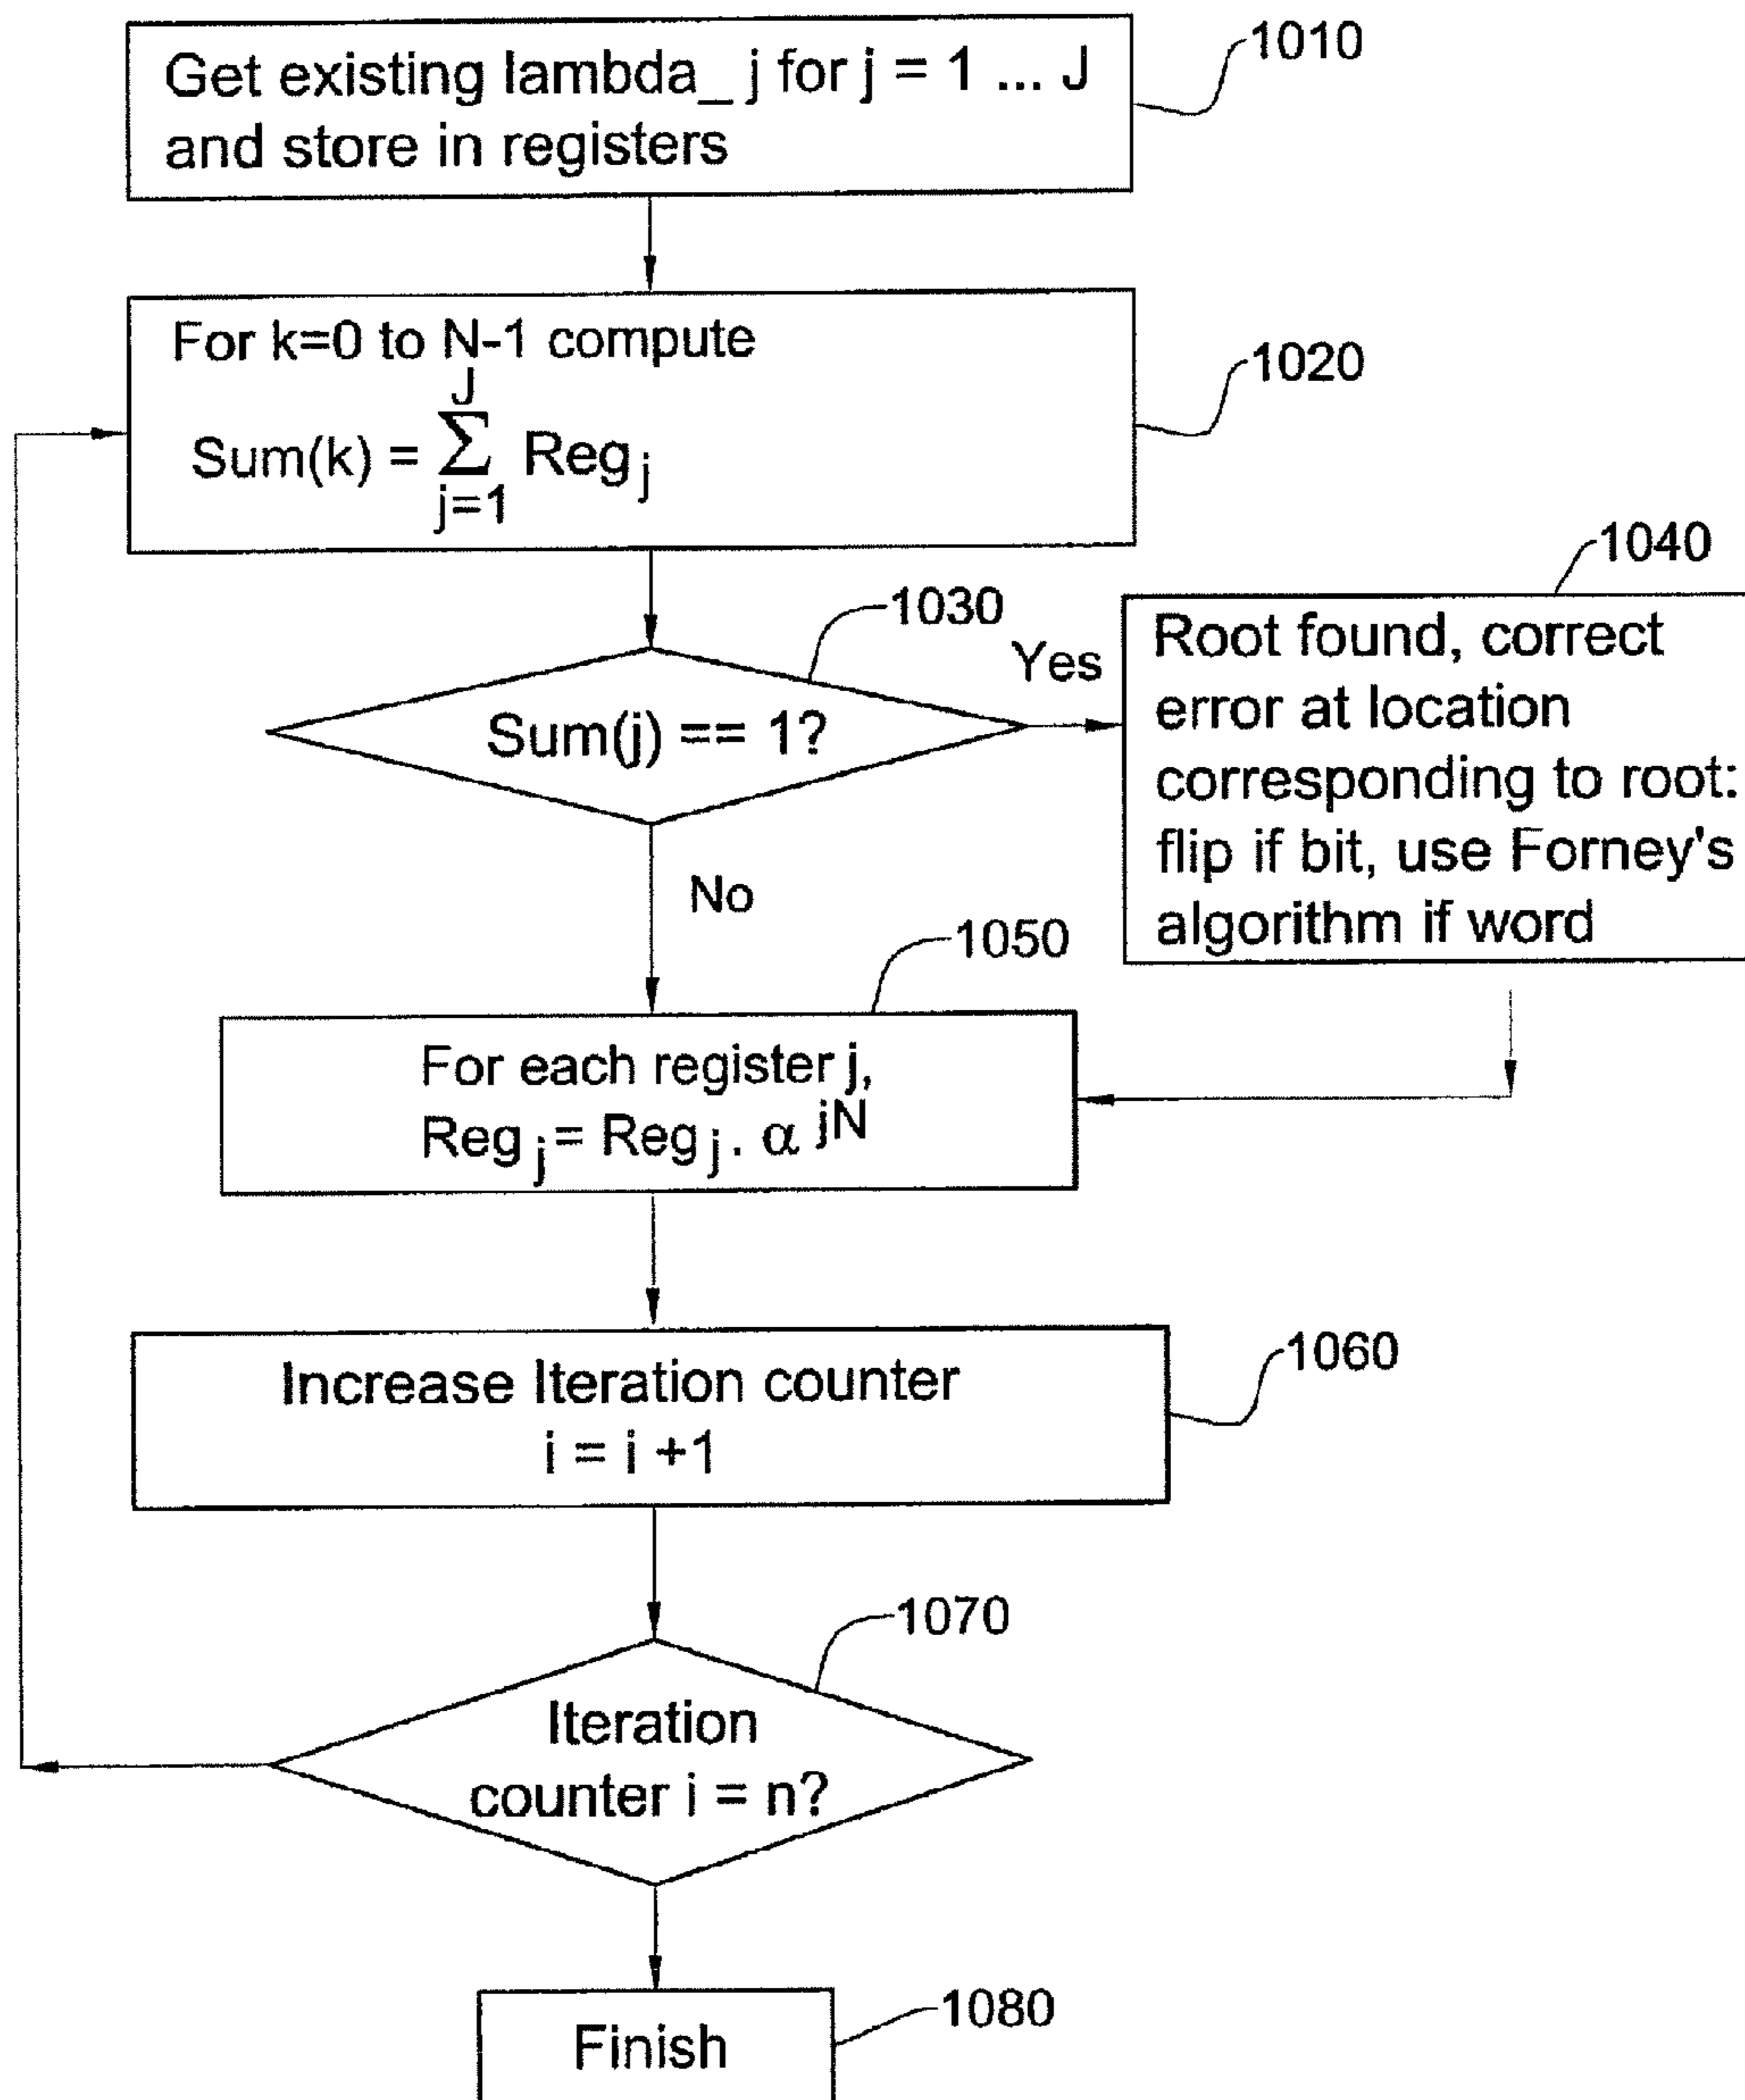 Get existing lambda_ j for j = 1 ... J
and store in registers
1010
For k=0 to N-1 compute
J
Sum(k) = Σ Reg j
j=1
1020
1030
Sum(j) == 1?
Yes
No
1040
Root found, correct
error at location
corresponding to root:
flip if bit, use Forney's
algorithm if word
1050
For each register j,
Reg j = Reg j . α jN
1060
Increase Iteration counter
i = i +1
1070
Iteration
counter i = n?
1080
Finish